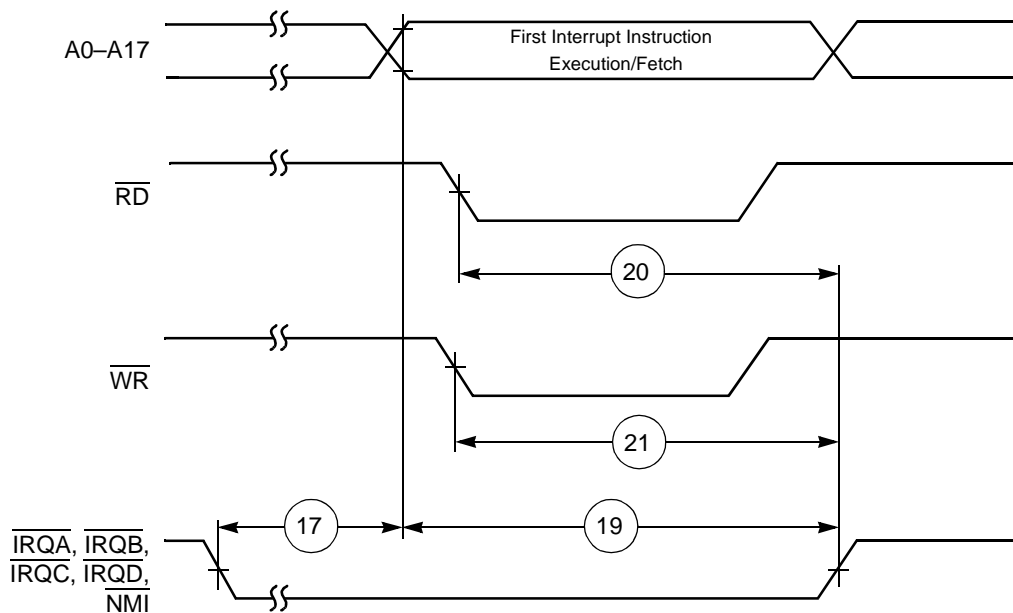 A0–A17
First Interrupt Instruction
Execution/Fetch
RD
20
WR
21
17
19
IRQA, IRQB,
IRQC, IRQD,
NMI